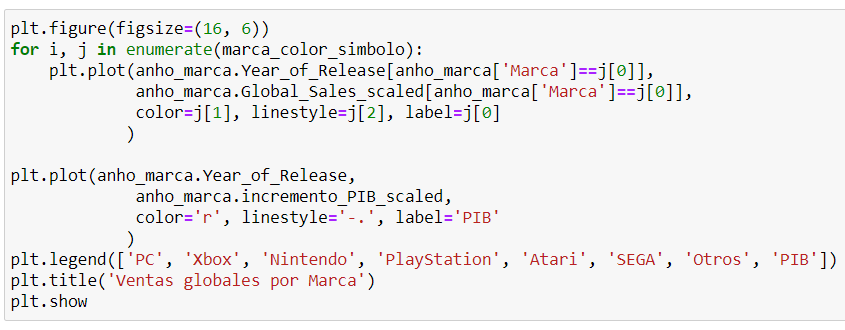 plt.figure(figsize=(16, 6))
for i, j in enumerate(marca_color_simbolo):
    plt.plot(anho_marca.Year_of_Release[anho_marca['Marca']==j[0]],
             anho_marca.Global_Sales_scaled[anho_marca['Marca']==j[0]],
             color=j[1], linestyle=j[2], label=j[0]
            )

plt.plot(anho_marca.Year_of_Release,
             anho_marca.incremento_PIB_scaled,
             color='r', linestyle='-.', label='PIB'
            )
plt.legend(['PC', 'Xbox', 'Nintendo', 'PlayStation', 'Atari', 'SEGA', 'Otros', 'PIB'])
plt.title('Ventas globales por Marca')
plt.show